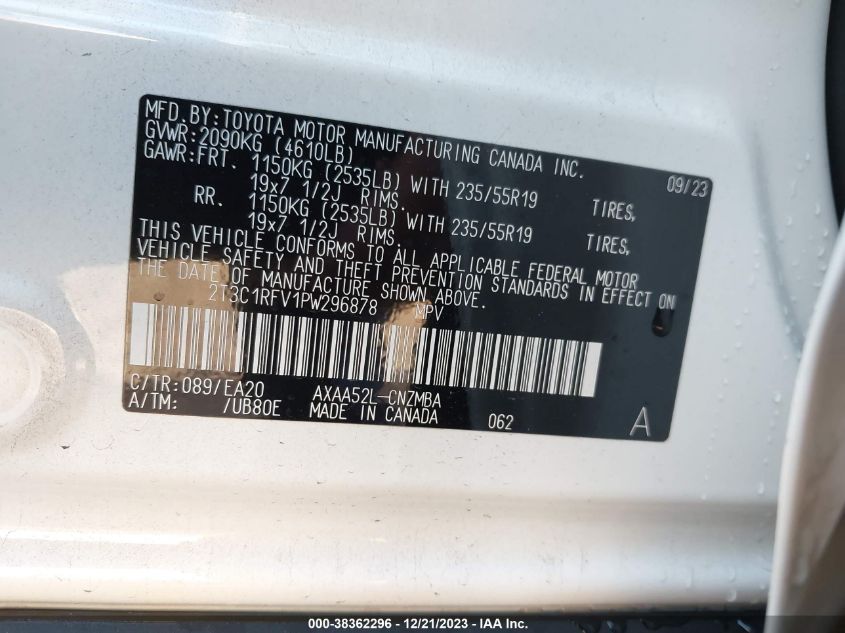 MFD.BY:TOYOTA MOTOR MANUFACTURING CANADA INC.
GVWR:2090KG (4610LB) 09/23
GAWR:FRT. 1150KG (2535LB) WITH 235/55R19 TIRES,
19x7 1/2J RIMS.
RR. 1150KG (2535LB) WITH 235/55R19 TIRES,
19x7 1/2J RIMS.
THIS VEHICLE CONFORMS TO ALL APPLICABLE FEDERAL MOTOR
VEHICLE SAFETY AND THEFT PREVENTION STANDARDS IN EFFECT ON
THE DATE OF MANUFACTURE SHOWN ABOVE.
2T3C1RFV1PW296878 MPV
C/TR:089/EA20 AXAA52L-CNZMBA
A/TM: /UB80E MADE IN CANADA 062 A
000-38362296 - 12/21/2023 - IAA Inc.